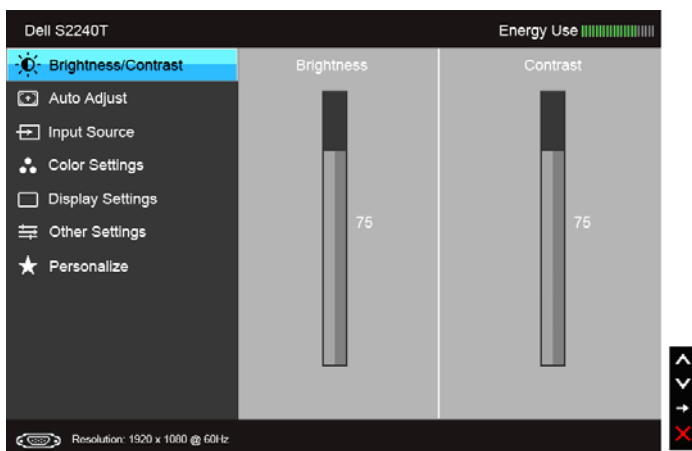 Dell S2240T Energy Use
Brightness/Contrast Brightness Contrast
Auto Adjust
Input Source
Color Settings
Display Settings
75 75
Other Settings
Personalize
Resolution: 1920 x 1080 @ 60Hz